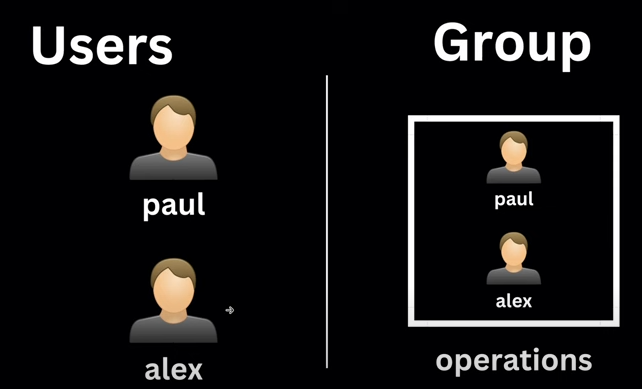 Users
paul
alex
Group
paul
alex
operations